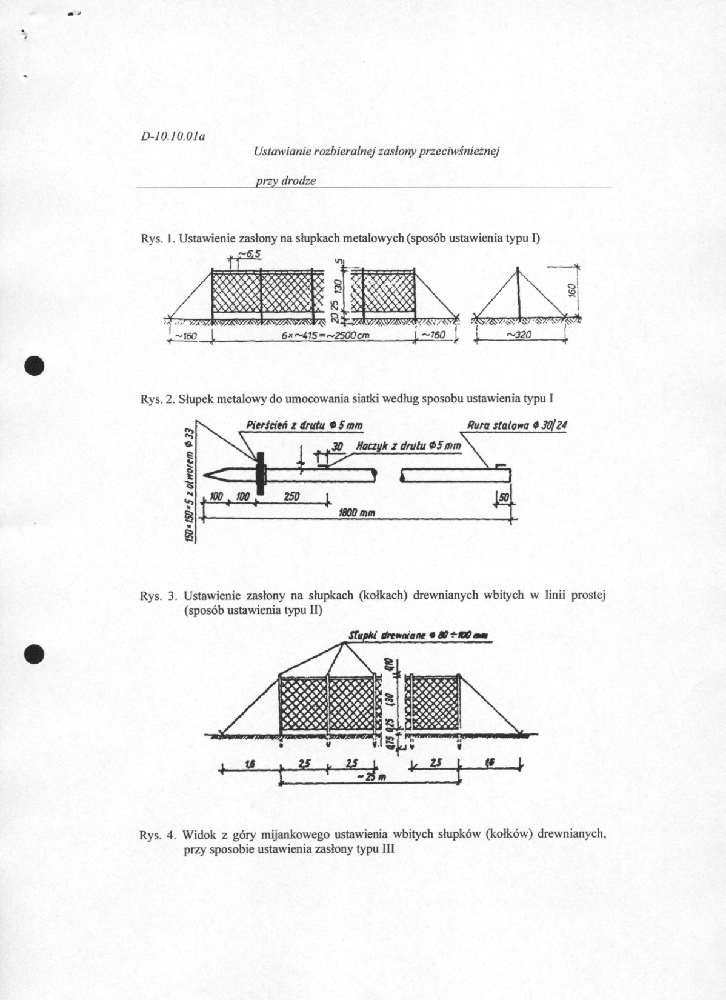 D-10.10.01a
Ustawianie rozbieralnej zasłony przeciwśnieżnej
przy drodze
Rys. 1. Ustawienie zasłony na słupkach metalowych (sposób ustawienia typu I)
~6,5
5
130
25
20
160
~160
6×~415=~2500cm
~160
~320
Rys. 2. Słupek metalowy do umocowania siatki według sposobu ustawienia typu I
Pierścień z drutu Φ 5 mm
Rura stalowa Φ 30/24
30
Haczyk z drutu Φ 5 mm
150×150×5 z otworem Φ 33
100
100
250
50
1800 mm
Rys. 3. Ustawienie zasłony na słupkach (kołkach) drewnianych wbitych w linii prostej
(sposób ustawienia typu II)
Słupki drewniane Φ 80÷100 mm
0,10
1,30
0,25
0,75
1,6
2,5
2,5
2,5
1,6
~ 25 m
Rys. 4. Widok z góry mijankowego ustawienia wbitych słupków (kołków) drewnianych,
przy sposobie ustawienia zasłony typu III